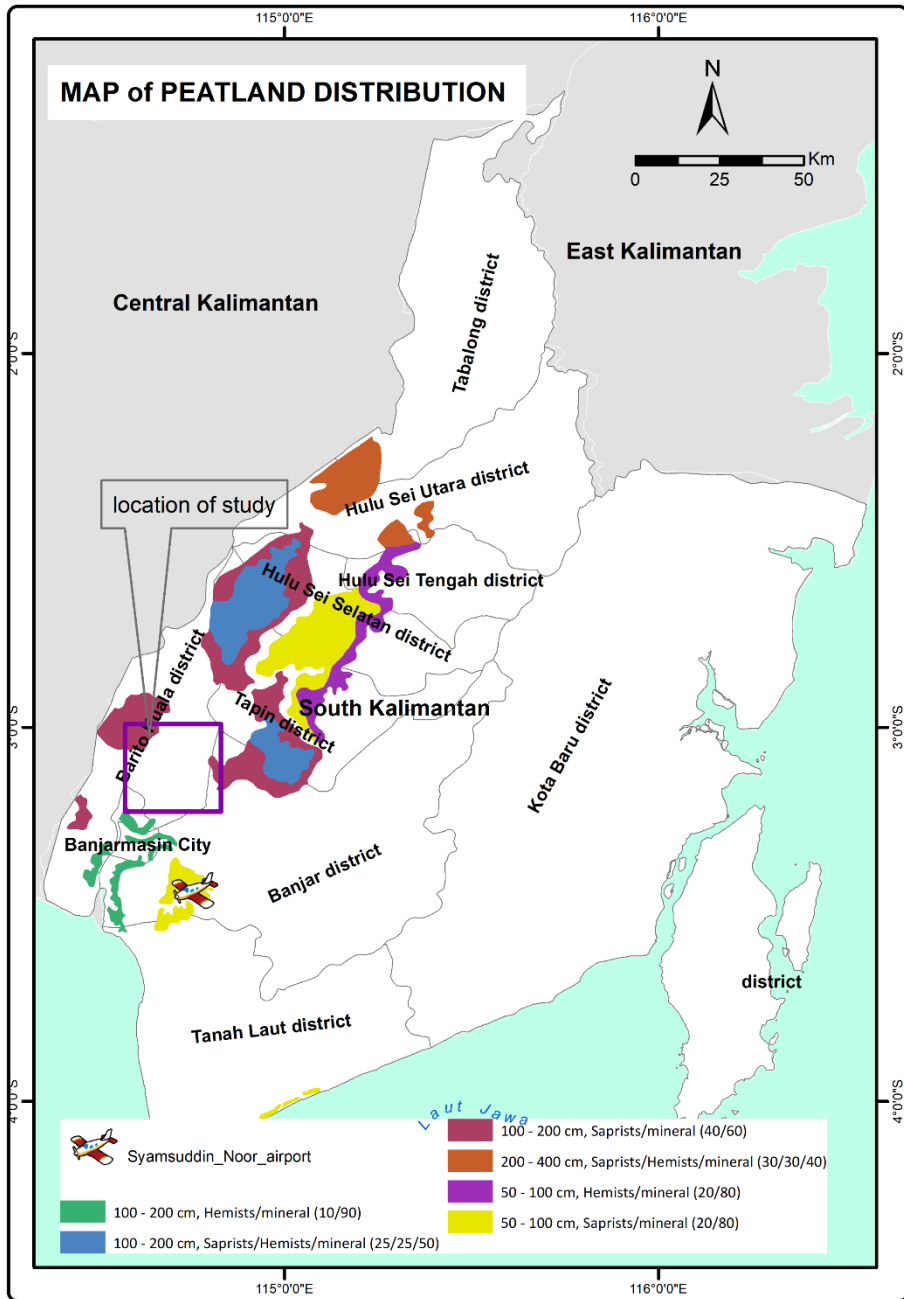 115°0'0"E
116°0'0"E
MAP of PEATLAND DISTRIBUTION
N
Km
0
25
50
East Kalimantan
Central Kalimantan
Tabalong district
2°0'0"S
2°0'0"S
Hulu Sei Utara district
location of study
Hulu Sei Tengah district
Hulu Sei Selatan district
Barito Kuala district
Tapin district
South Kalimantan
3°0'0"S
3°0'0"S
Kota Baru district
Banjarmasin City
Banjar district
district
Tanah Laut district
4°0'0"S
4°0'0"S
Laut Jawa
Syamsuddin_Noor_airport
100 - 200 cm, Hemists/mineral (10/90)
100 - 200 cm, Saprists/Hemists/mineral (25/25/50)
100 - 200 cm, Saprists/mineral (40/60)
200 - 400 cm, Saprists/Hemists/mineral (30/30/40)
50 - 100 cm, Hemists/mineral (20/80)
50 - 100 cm, Saprists/mineral (20/80)
115°0'0"E
116°0'0"E